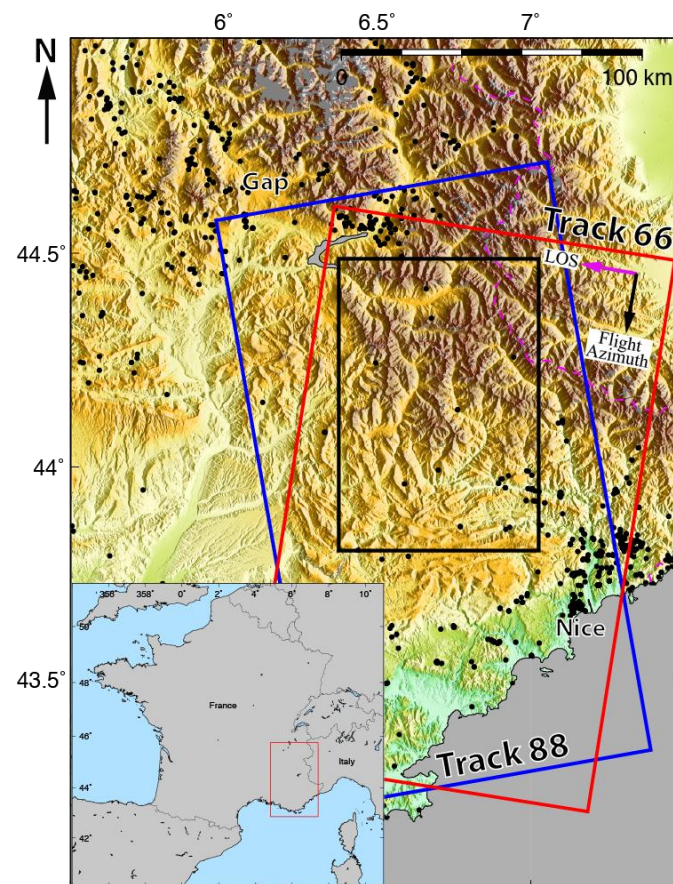 6° 6.5° 7°
N
0 100 km
Gap
Track 66
44.5°
LOS
Flight
Azimuth
44°
Nice
43.5°
Track 88
356° 358° 0° 2° 4° 6° 8° 10°
50°
48°
France
46°
Italy
44°
42°